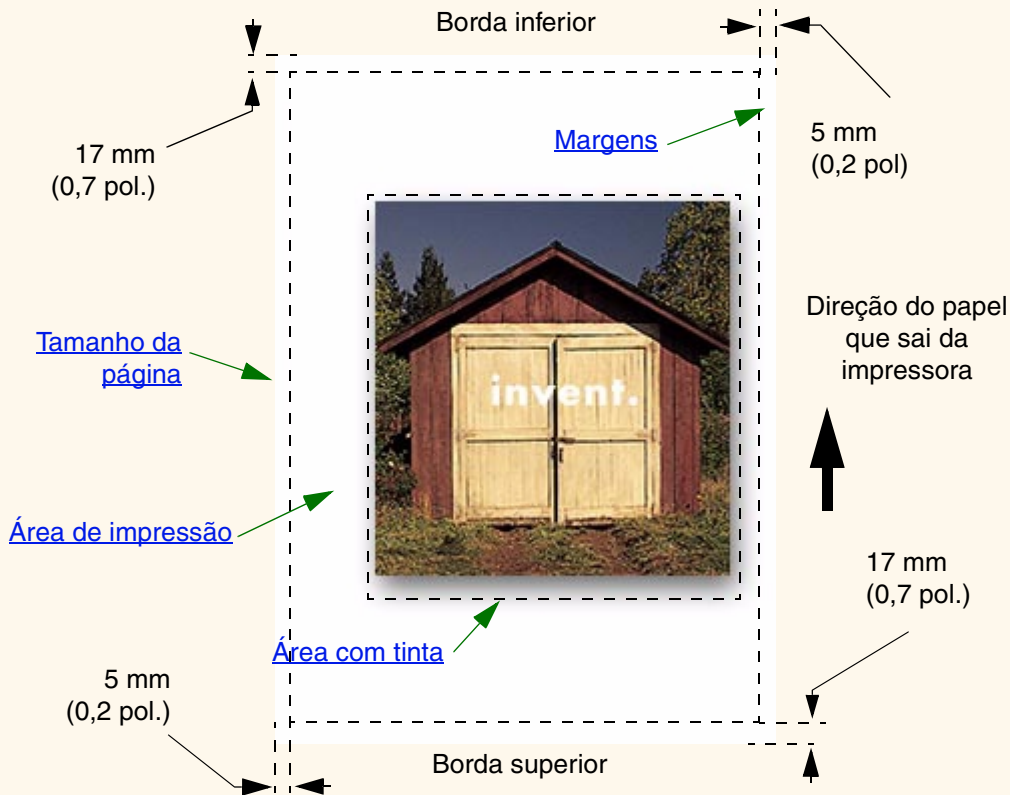 Borda inferior
17 mm
(0,7 pol.)
Margens
5 mm
(0,2 pol)
Tamanho da
página
invent.
Direção do papel
que sai da
impressora
Área de impressão
17 mm
(0,7 pol.)
Área com tinta
5 mm
(0,2 pol.)
Borda superior